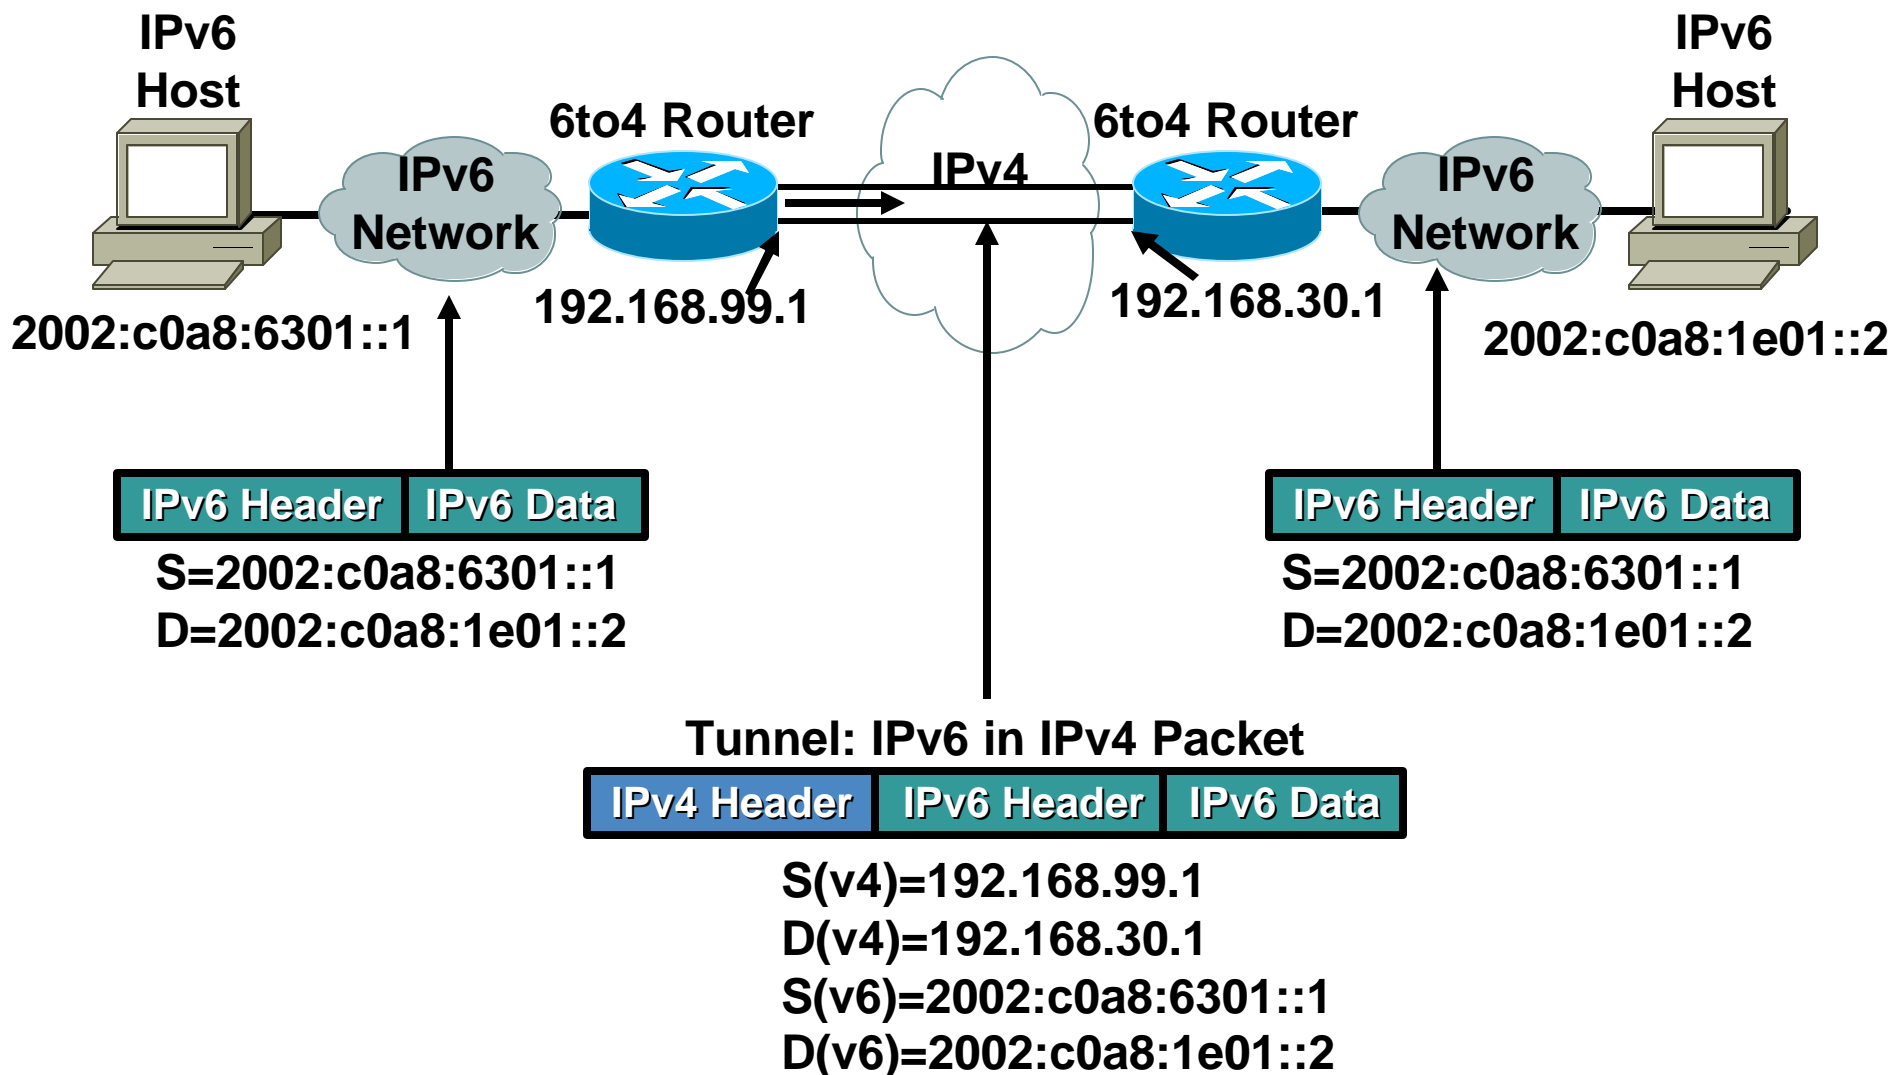 IPv6
Host
IPv6
Host
6to4 Router
6to4 Router
IPv6
Network
IPv4
IPv6
Network
192.168.99.1
192.168.30.1
2002:c0a8:6301::1
2002:c0a8:1e01::2
IPv6 Header IPv6 Data
IPv6 Header IPv6 Data
S=2002:c0a8:6301::1
D=2002:c0a8:1e01::2
S=2002:c0a8:6301::1
D=2002:c0a8:1e01::2
Tunnel: IPv6 in IPv4 Packet
IPv4 Header IPv6 Header IPv6 Data
S(v4)=192.168.99.1
D(v4)=192.168.30.1
S(v6)=2002:c0a8:6301::1
D(v6)=2002:c0a8:1e01::2